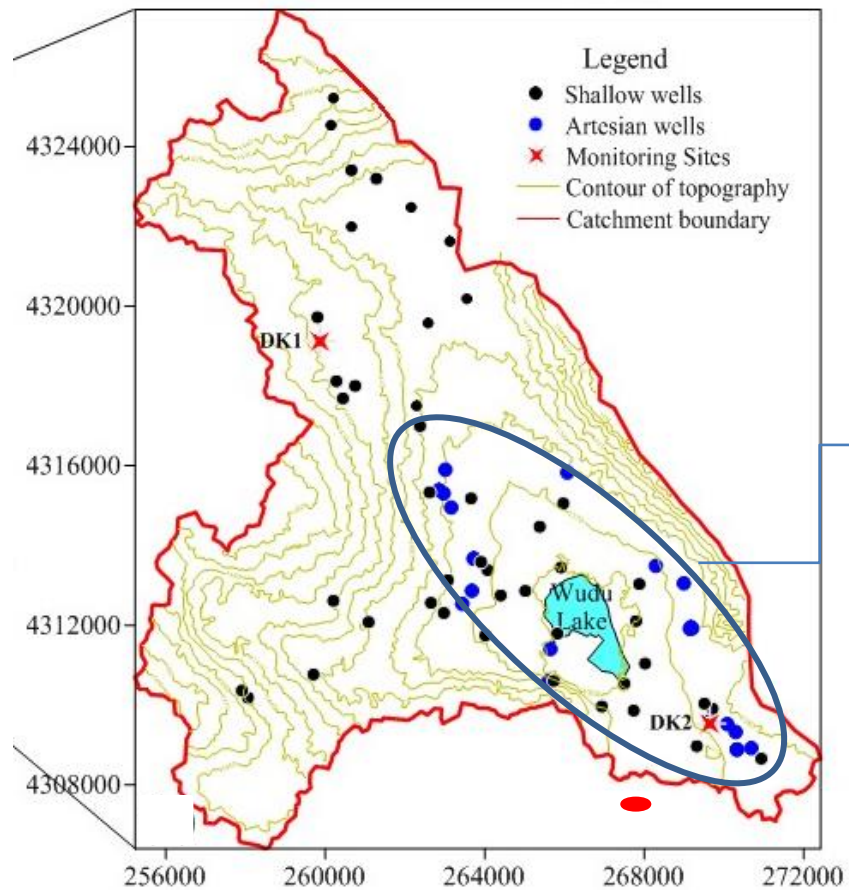 Legend
Shallow wells
Artesian wells
Monitoring Sites
Contour of topography
Catchment boundary
4324000
4320000
DK1
4316000
Wudu
Lake
4312000
DK2
4308000
256000 260000 264000 268000 272000